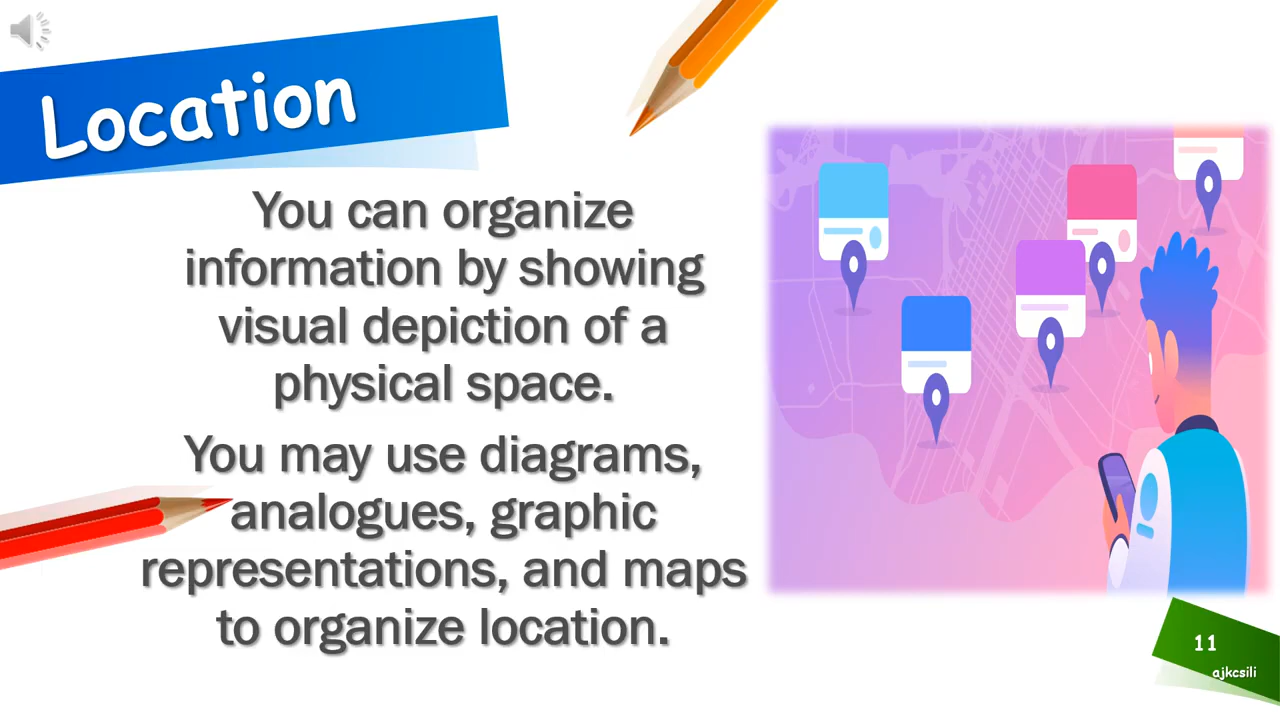 Location
You can organize
information by showing
visual depiction of a
physical space.
You may use diagrams,
analogues, graphic
representations, and maps
to organize location.
11
ajkcsili